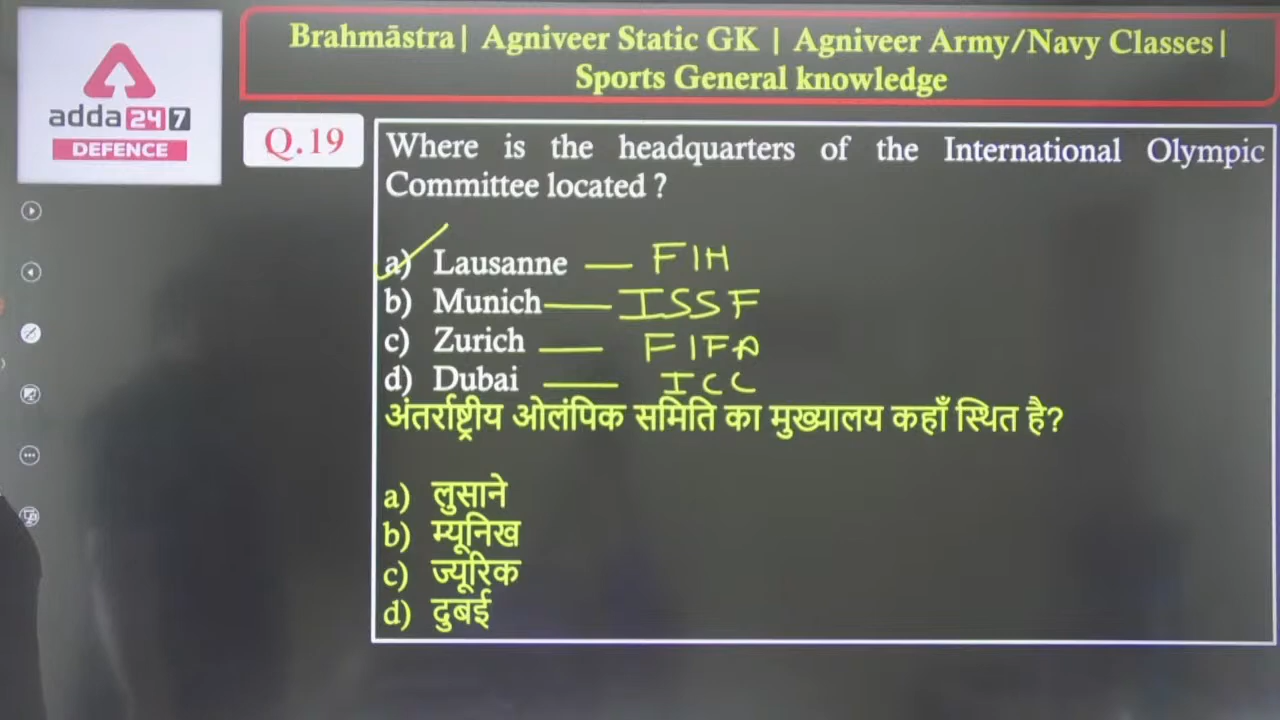 Brahmāstra| Agniveer Static GK | Agniveer Army/Navy Classes|
Sports General knowledge
adda 247
DEFENCE
Q.19
Where is the headquarters of the International Olympic
Committee located ?
a) Lausanne — FIH
b) Munich — ISSF
c) Zurich — FIFA
d) Dubai — ICC
अंतर्राष्ट्रीय ओलंपिक समिति का मुख्यालय कहाँ स्थित है?
a) लुसाने
b) म्यूनिख
c) ज्यूरिक
d) दुबई